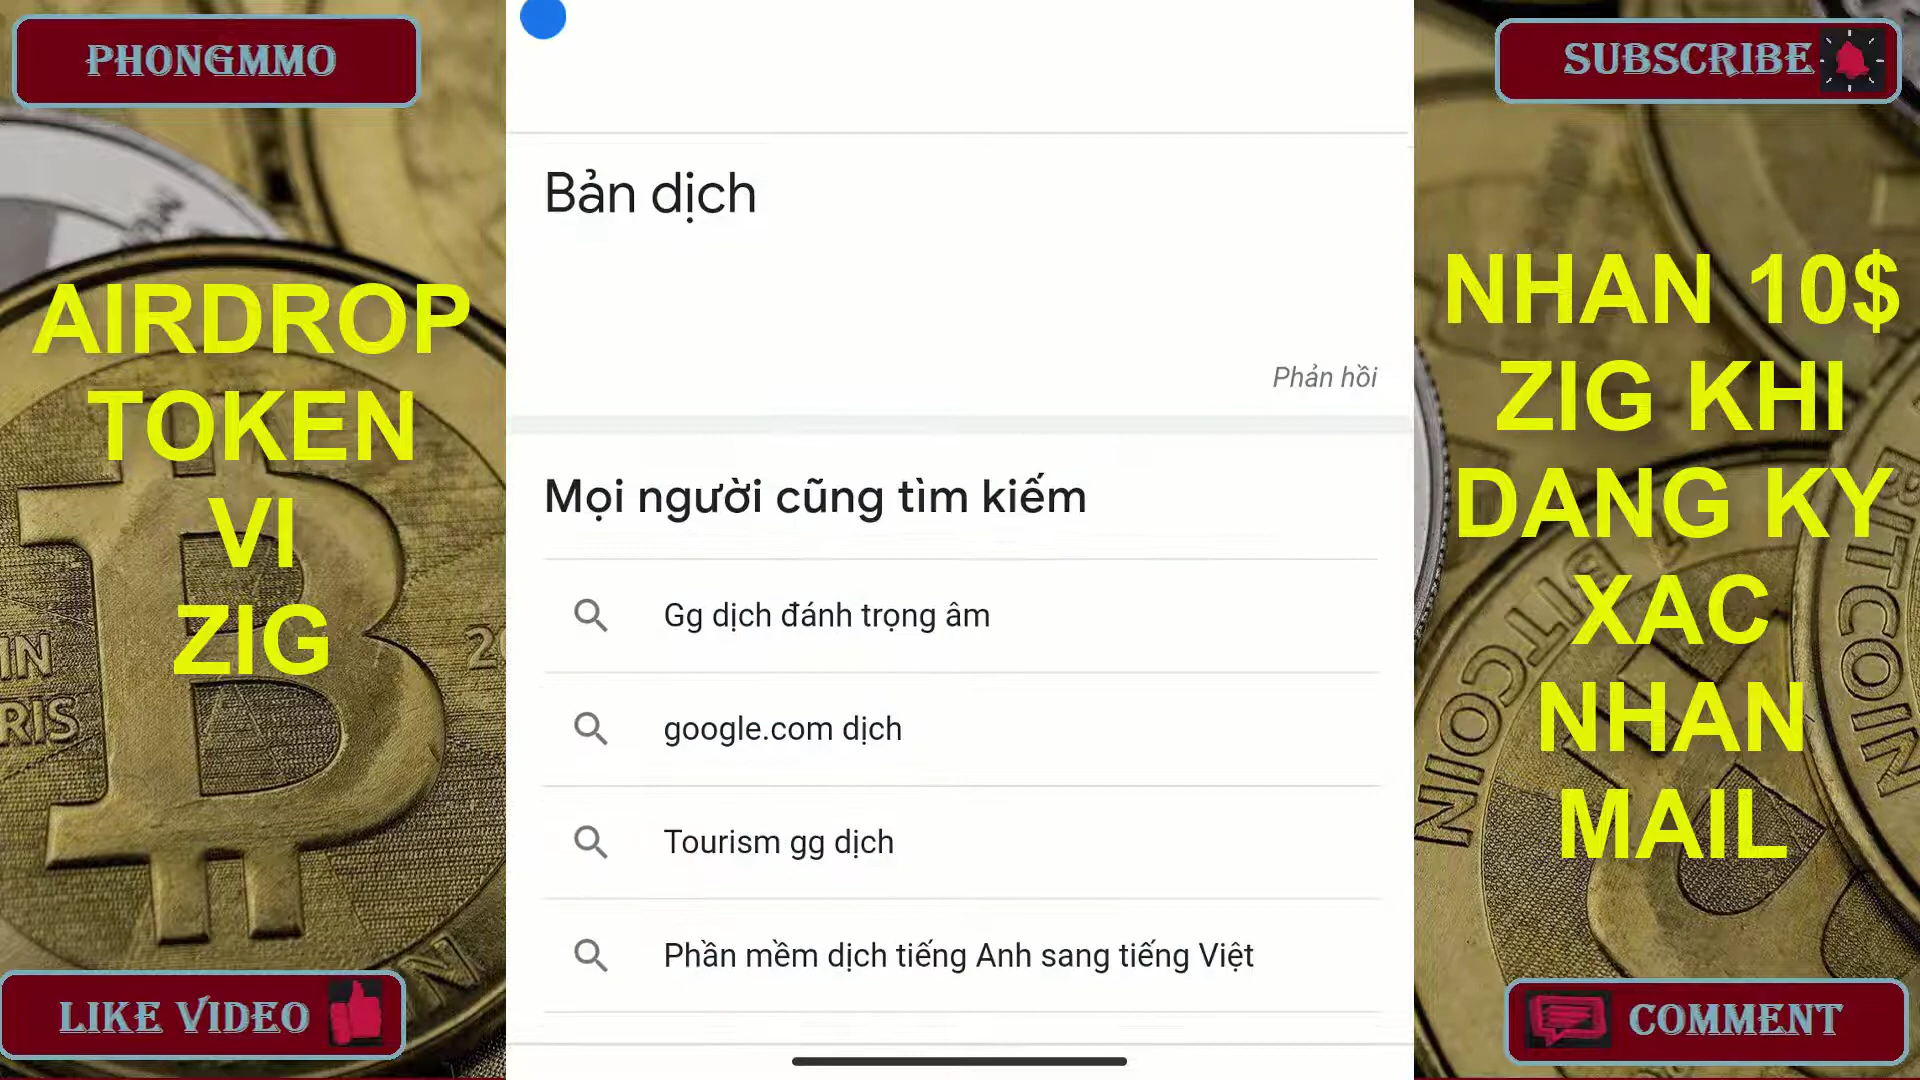 PHONGMMO
SUBSCRIBE
AIRDROP
TOKEN
VI
ZIG
Bản dịch
Phản hồi
Mọi người cũng tìm kiếm
Gg dịch đánh trọng âm
google.com dịch
Tourism gg dịch
Phần mềm dịch tiếng Anh sang tiếng Việt
NHAN 10$
ZIG KHI
DANG KY
XAC
NHAN
MAIL
BITCOIN
BITCOIN
LIKE VIDEO
COMMENT